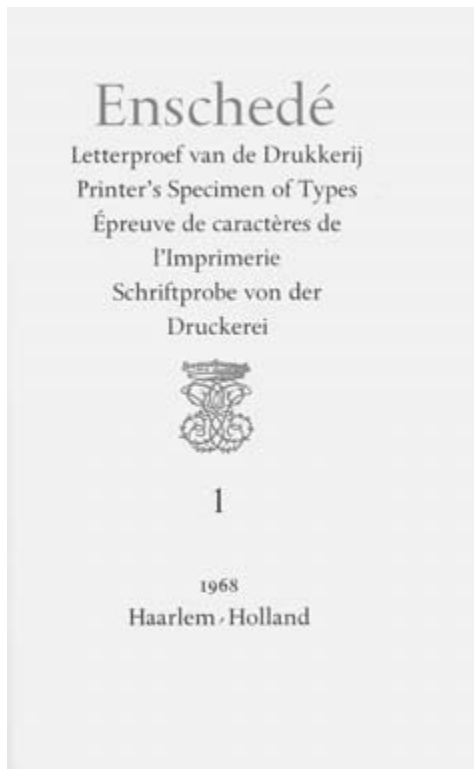 Enschedé
Letterproef van de Drukkerij
Printer's Specimen of Types
Épreuve de caractères de
l'Imprimerie
Schriftprobe von der
Druckerei
1
1968
Haarlem - Holland